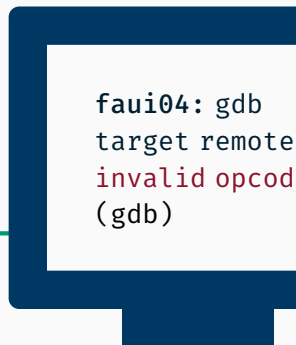 faui04: gdb
target remote
invalid opcod
(gdb)